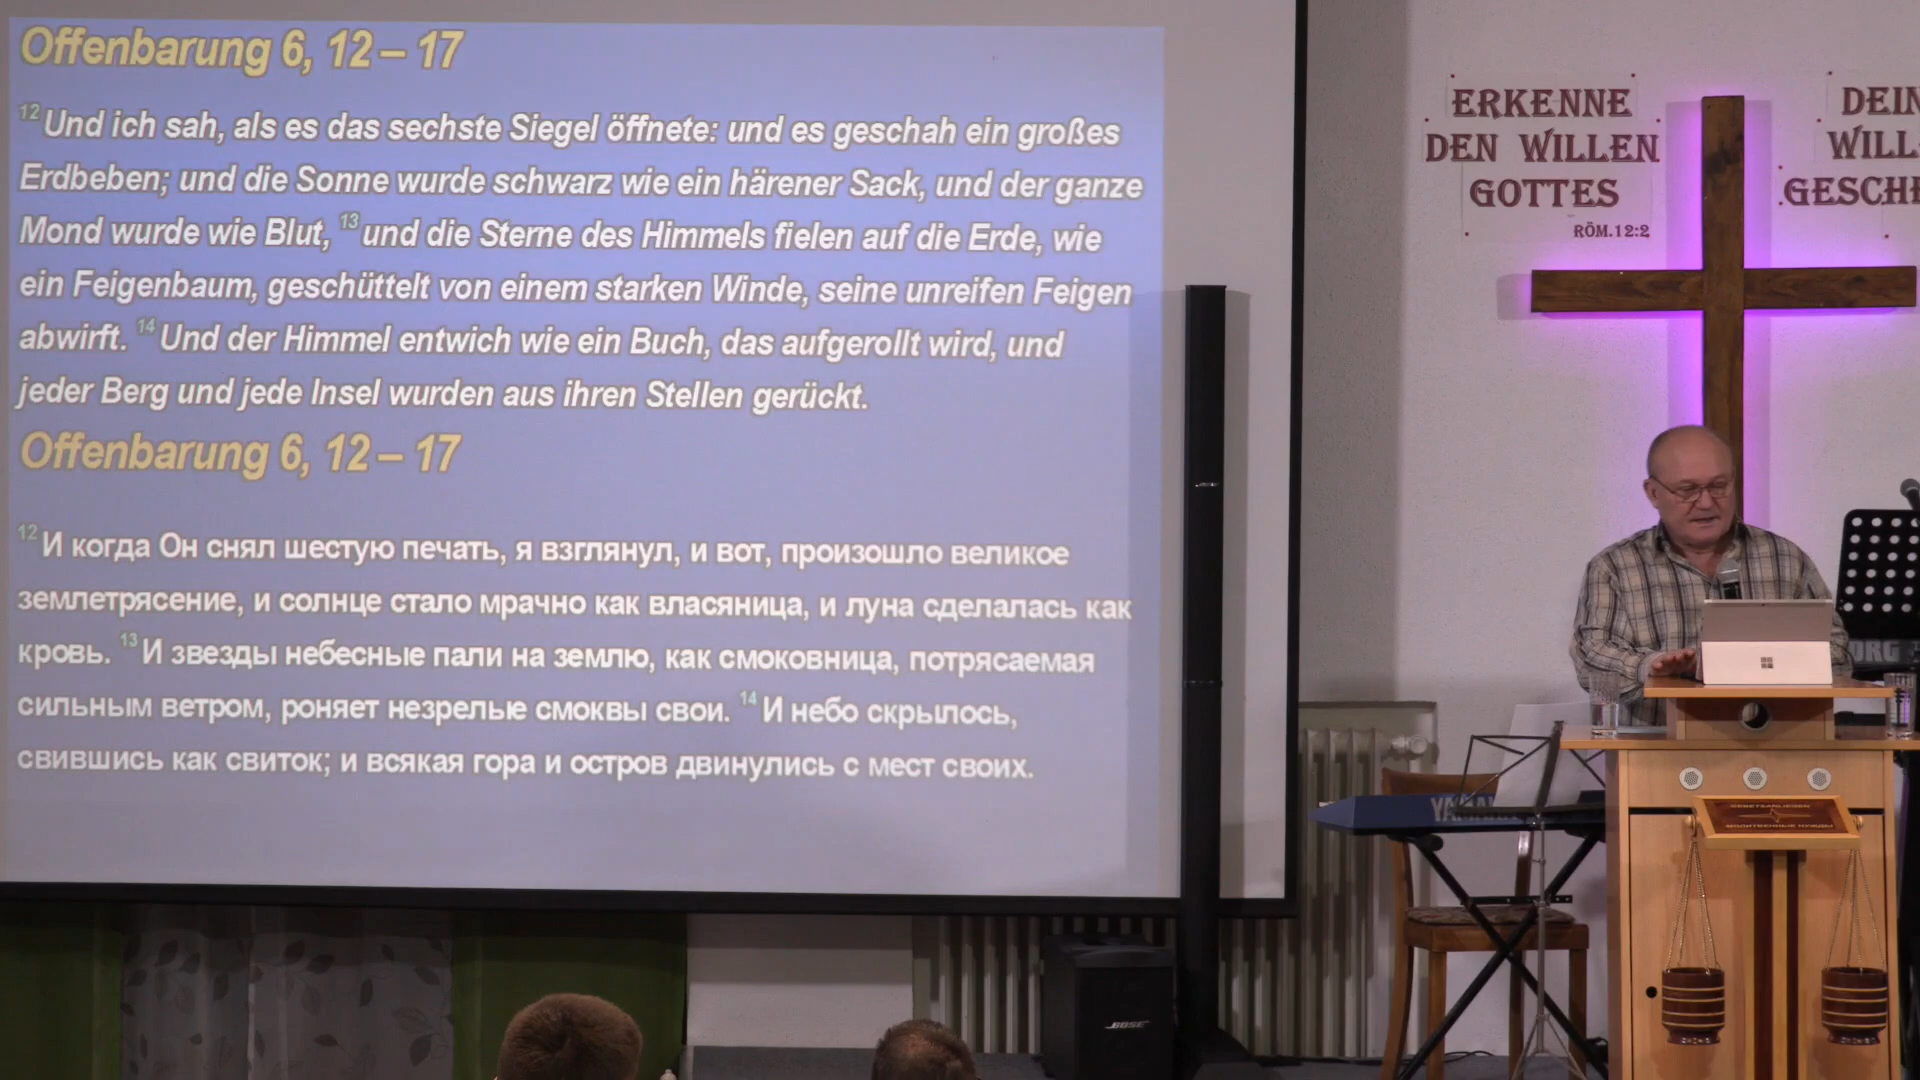 Offenbarung 6, 12 – 17
12 Und ich sah, als es das sechste Siegel öffnete: und es geschah ein großes
Erdbeben; und die Sonne wurde schwarz wie ein härener Sack, und der ganze
Mond wurde wie Blut, 13 und die Sterne des Himmels fielen auf die Erde, wie
ein Feigenbaum, geschüttelt von einem starken Winde, seine unreifen Feigen
abwirft. 14 Und der Himmel entwich wie ein Buch, das aufgerollt wird, und
jeder Berg und jede Insel wurden aus ihren Stellen gerückt.
Offenbarung 6, 12 – 17
12 И когда Он снял шестую печать, я взглянул, и вот, произошло великое
землетрясение, и солнце стало мрачно как власяница, и луна сделалась как
кровь. 13 И звезды небесные пали на землю, как смоковница, потрясаемая
сильным ветром, роняет незрелые смоквы свои. 14 И небо скрылось,
свившись как свиток; и всякая гора и остров двинулись с мест своих.
ERKENNE
DEN WILLEN
GOTTES
RÖM.12:2
DEIN
WILL
GESCHE
ORG
YAMAH
GEBETSANLIEGEN
МОЛИТВЕННЫЕ НУЖДЫ
BOSE